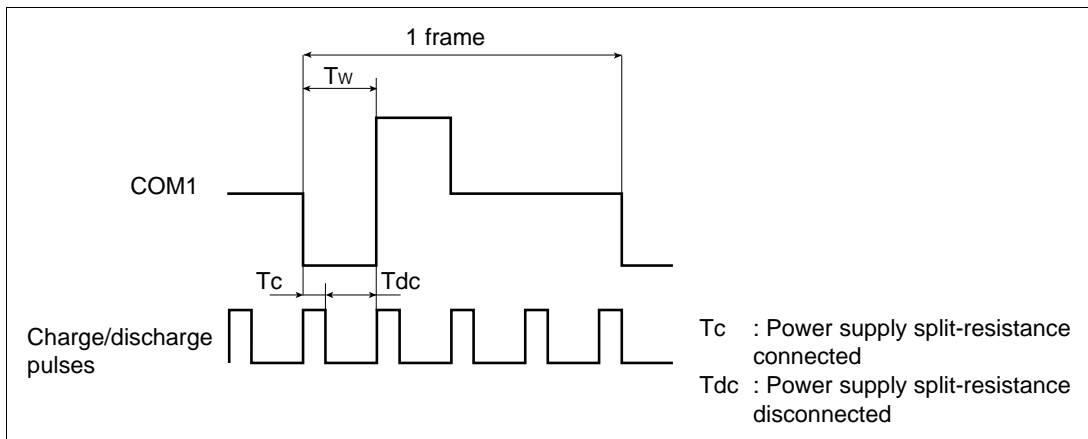 1 frame
Tw
COM1
Tc
Tdc
Charge/discharge
pulses
Tc : Power supply split-resistance
connected
Tdc : Power supply split-resistance
disconnected